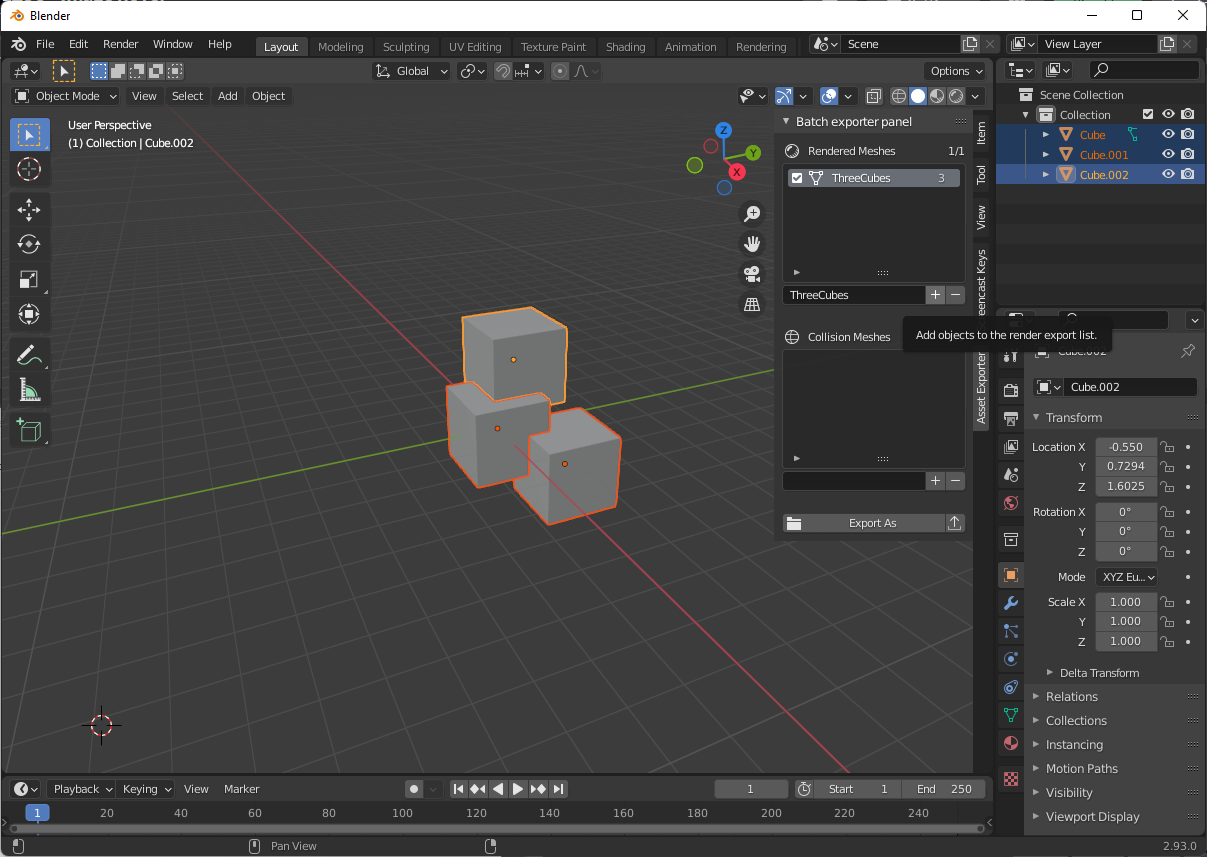 Blender
File Edit Render Window Help Layout Modeling Sculpting UV Editing Texture Paint Shading Animation Rendering Scene View Layer
Global Options
Object Mode View Select Add Object
User Perspective
(1) Collection | Cube.002
Z
Y
X
Batch exporter panel
Rendered Meshes 1/1
ThreeCubes 3
ThreeCubes
Add objects to the render export list.
Collision Meshes
Export As
Item
Tool
View
Asset Exporter
Scene Collection
Collection
Cube
Cube.001
Cube.002
Cube.002
Cube.002
Transform
Location X -0.550
Y 0.7294
Z 1.6025
Rotation X 0°
Y 0°
Z 0°
Mode XYZ Eu...
Scale X 1.000
Y 1.000
Z 1.000
Delta Transform
Relations
Collections
Instancing
Motion Paths
Visibility
Viewport Display
Playback Keying View Marker 1 Start 1 End 250
1 20 40 60 80 100 120 140 160 180 200 220 240
Pan View 2.93.0